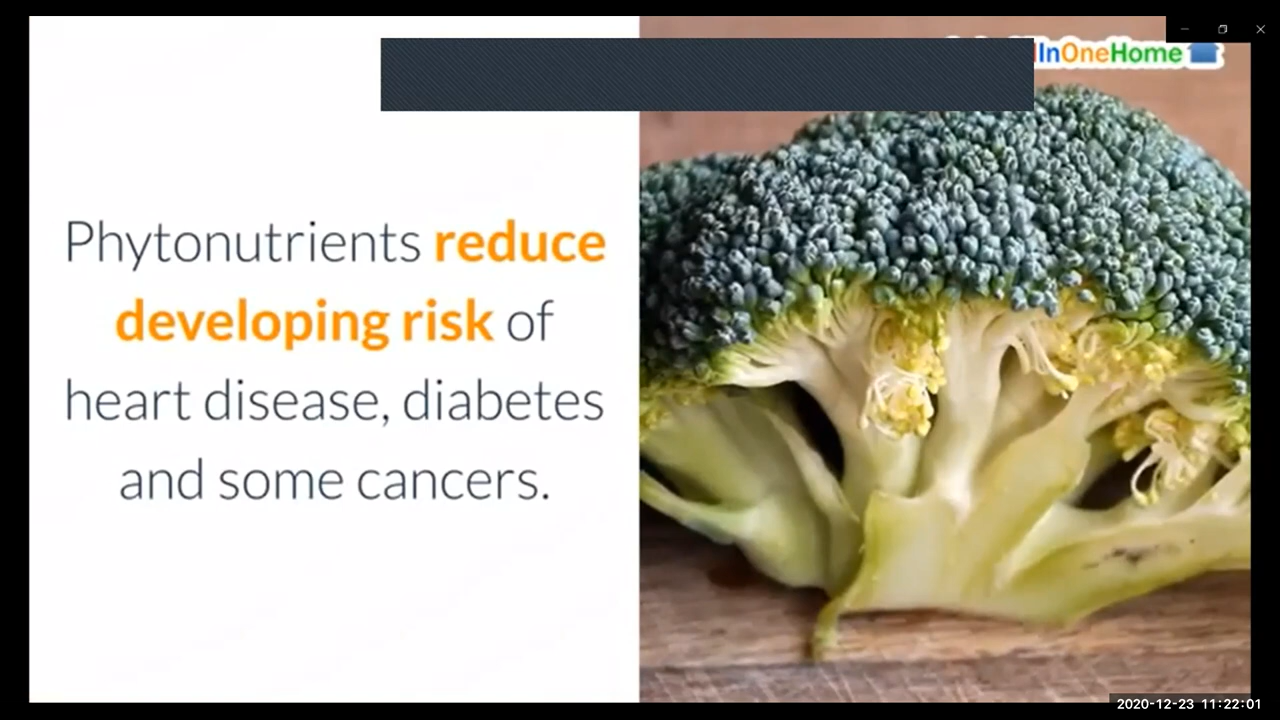 InOneHome
Phytonutrients reduce
developing risk of
heart disease, diabetes
and some cancers.
2020-12-23 11:22:01